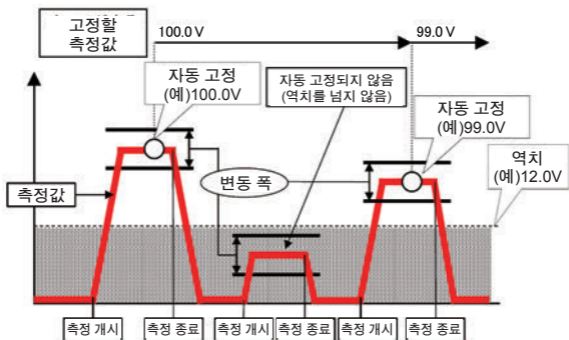 고정할
측정값
100.0 V
99.0 V
자동 고정
(예)100.0V
자동 고정되지 않음
(역치를 넘지 않음)
자동 고정
(예)99.0V
역치
(예)12.0V
측정값
변동 폭
측정 개시
측정 종료
측정 개시
측정 종료
측정 개시
측정 종료